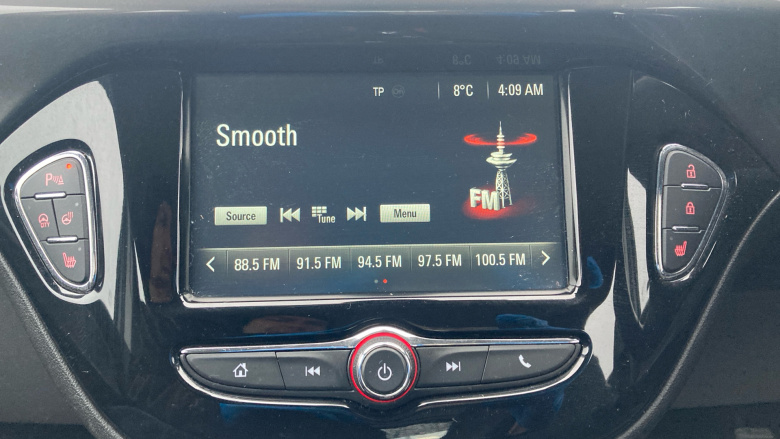 TP 8°C 4:09 AM
Smooth
FM
Source Tune Menu
88.5 FM 91.5 FM 94.5 FM 97.5 FM 100.5 FM
P
CITY